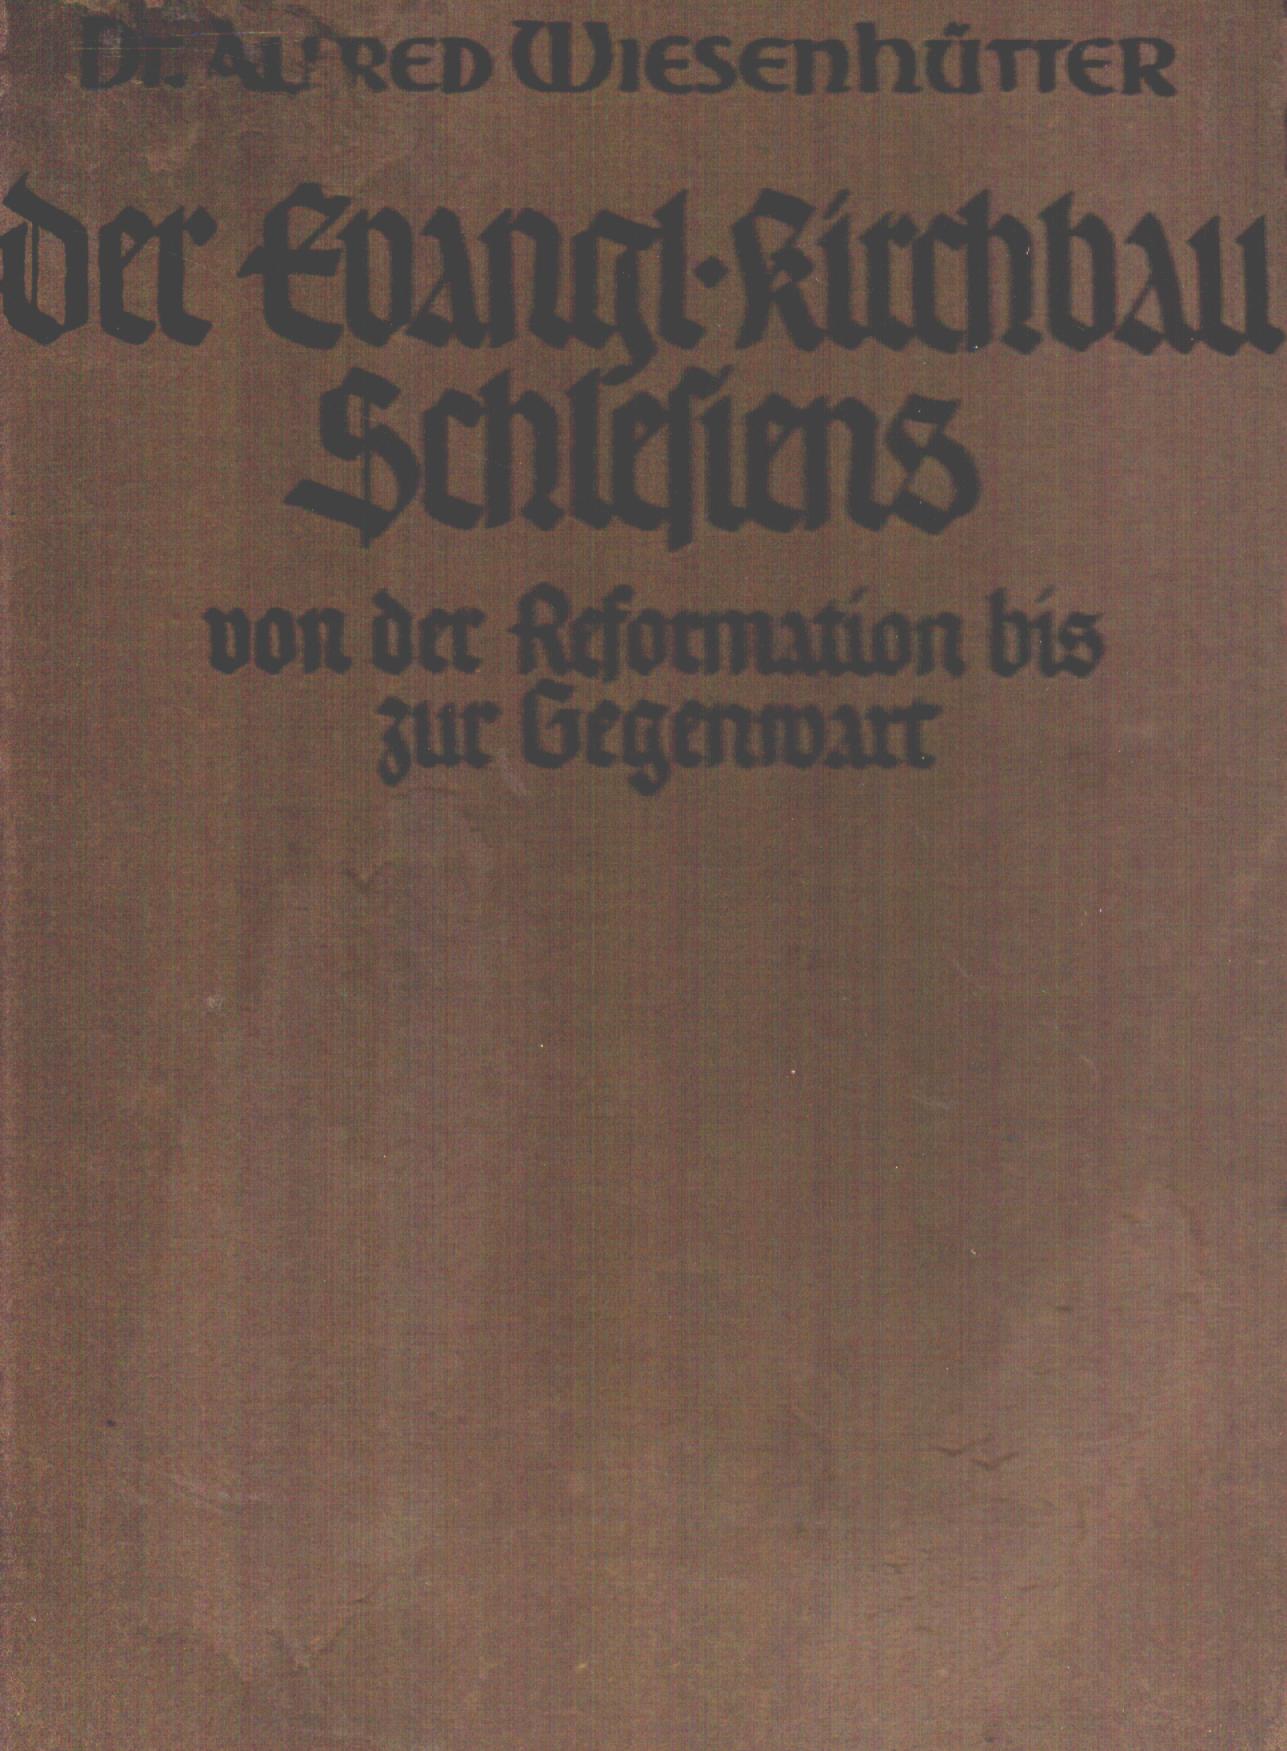 Dr. Alfred Wiesenhütter
der Evangl. Kirchbau
Schlesiens
von der Reformation bis
zur Gegenwart